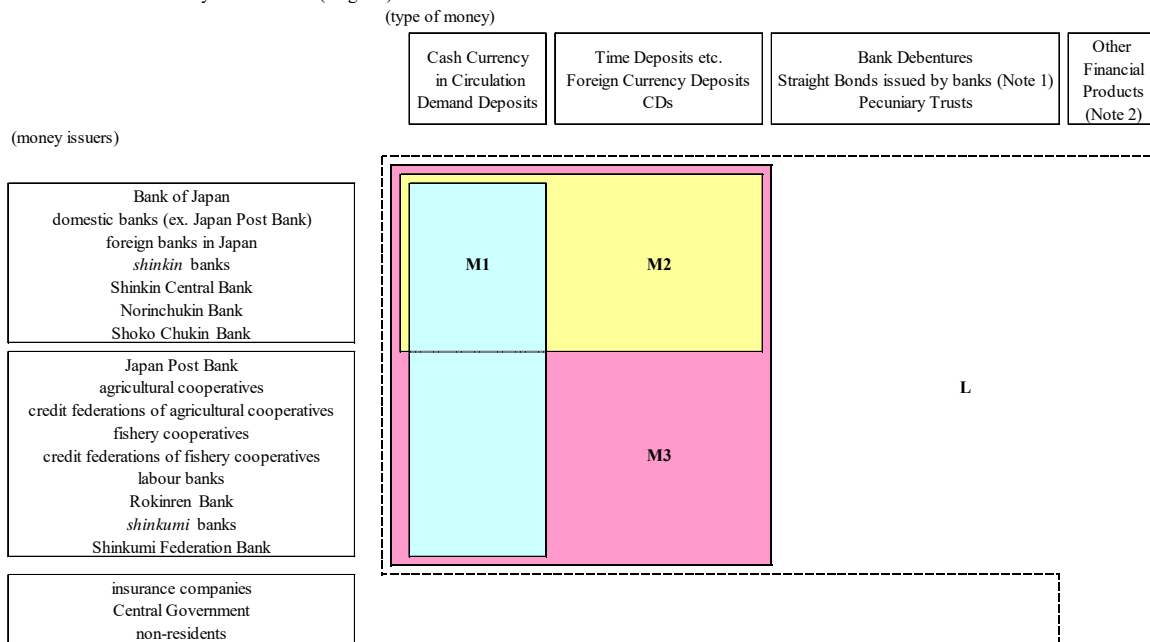 (type of money)
Cash Currency
in Circulation
Demand Deposits
Time Deposits etc.
Foreign Currency Deposits
CDs
Bank Debentures
Straight Bonds issued by banks (Note 1)
Pecuniary Trusts
Other
Financial
Products
(Note 2)
(money issuers)
Bank of Japan
domestic banks (ex. Japan Post Bank)
foreign banks in Japan
shinkin banks
Shinkin Central Bank
Norinchukin Bank
Shoko Chukin Bank
M1
M2
Japan Post Bank
agricultural cooperatives
credit federations of agricultural cooperatives
fishery cooperatives
credit federations of fishery cooperatives
labour banks
Rokinren Bank
shinkumi banks
Shinkumi Federation Bank
M3
L
insurance companies
Central Government
non-residents